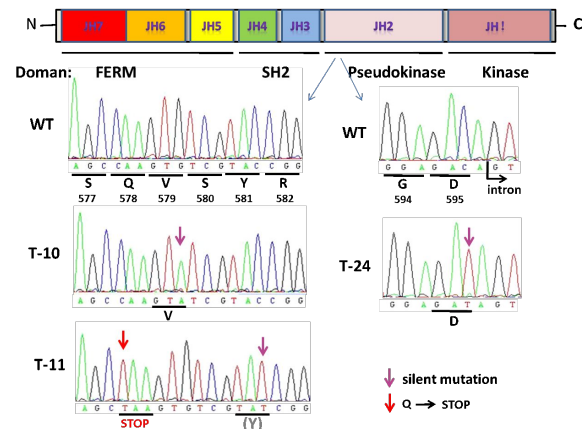 N JH7 JH6 JH5 JH4 JH3 JH2 JH! C
Doman: FERM SH2 Pseudokinase Kinase
WT
A G C C A A G T G T C G T A C C G G
S Q V S Y R
577 578 579 580 581 582
WT
G G A G A C A G T
G D intron
594 595
T-10
A G C C A A G T A T C G T A C C G G
V
T-24
G G A G A T A G T
D
T-11
A G C T A A G T G T C G T A T C G G
STOP (Y)
silent mutation
Q → STOP